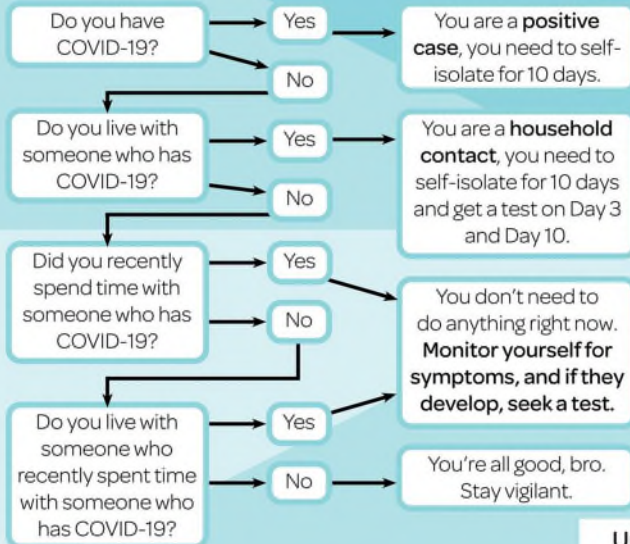 Do you have
COVID-19?
Yes
No
You are a positive
case, you need to self-
isolate for 10 days.
Do you live with
someone who has
COVID-19?
Yes
No
You are a household
contact, you need to
self-isolate for 10 days
and get a test on Day 3
and Day 10.
Did you recently
spend time with
someone who has
COVID-19?
Yes
No
You don't need to
do anything right now.
Monitor yourself for
symptoms, and if they
develop, seek a test.
Do you live with
someone who
recently spent time
with someone who
has COVID-19?
Yes
No
You're all good, bro.
Stay vigilant.
U